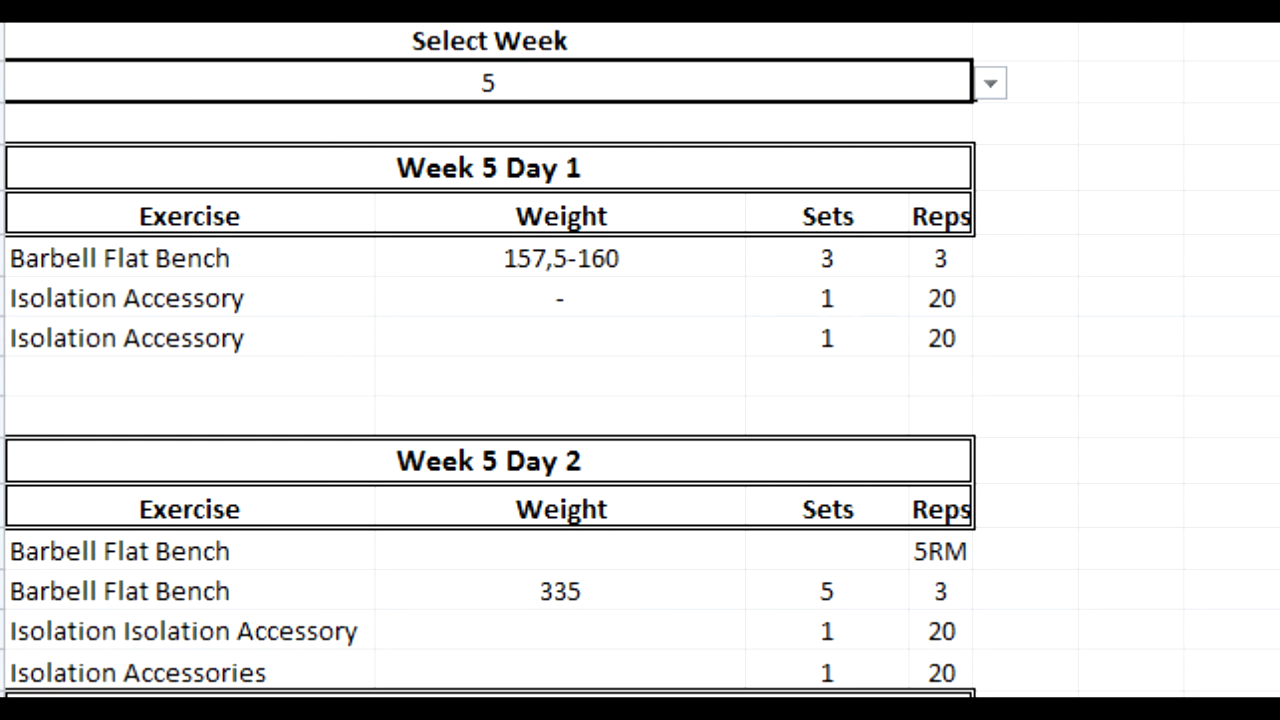 Select Week
5
Week 5 Day 1
Exercise Weight Sets Reps
Barbell Flat Bench 157,5-160 3 3
Isolation Accessory - 1 20
Isolation Accessory 1 20
Week 5 Day 2
Exercise Weight Sets Reps
Barbell Flat Bench 5RM
Barbell Flat Bench 335 5 3
Isolation Isolation Accessory 1 20
Isolation Accessories 1 20